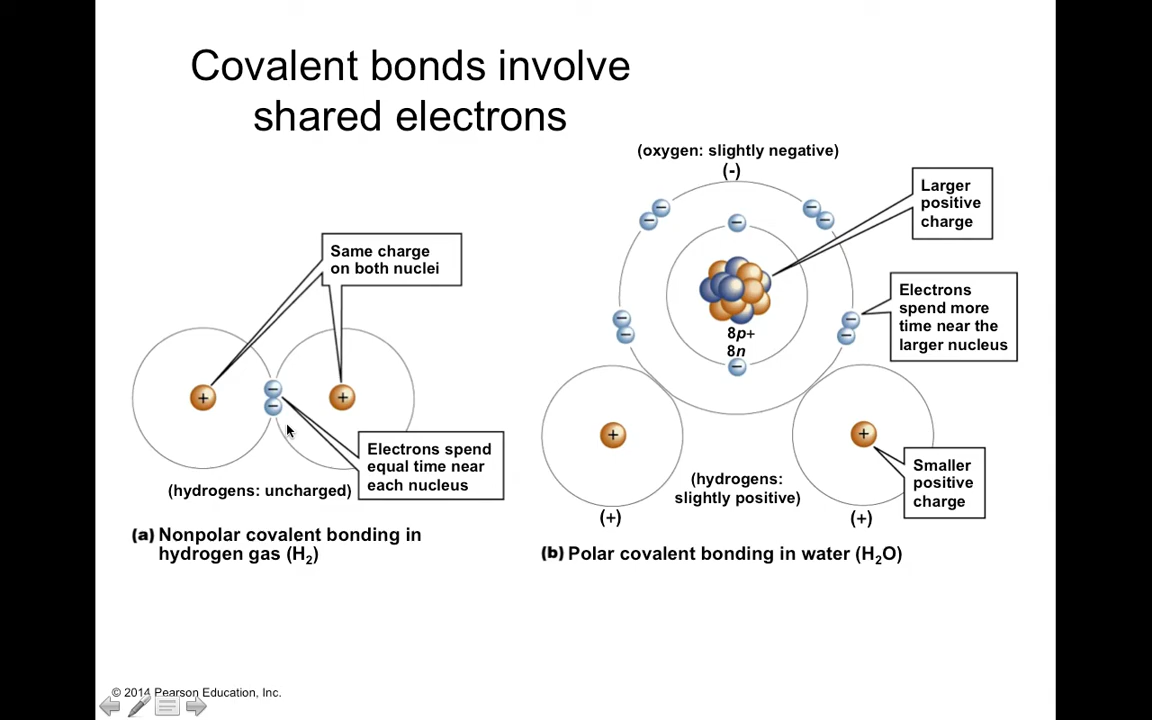 Covalent bonds involve
shared electrons
Same charge
on both nuclei
+
+
−
−
Electrons spend
equal time near
each nucleus
(hydrogens: uncharged)
(a) Nonpolar covalent bonding in
hydrogen gas (H2)
(oxygen: slightly negative)
(-)
−
−
−
−
−
−
−
−
−
−
8p+
8n
Larger
positive
charge
Electrons
spend more
time near the
larger nucleus
+
+
Smaller
positive
charge
(hydrogens:
slightly positive)
(+)
(+)
(b) Polar covalent bonding in water (H2O)
© 2014 Pearson Education, Inc.